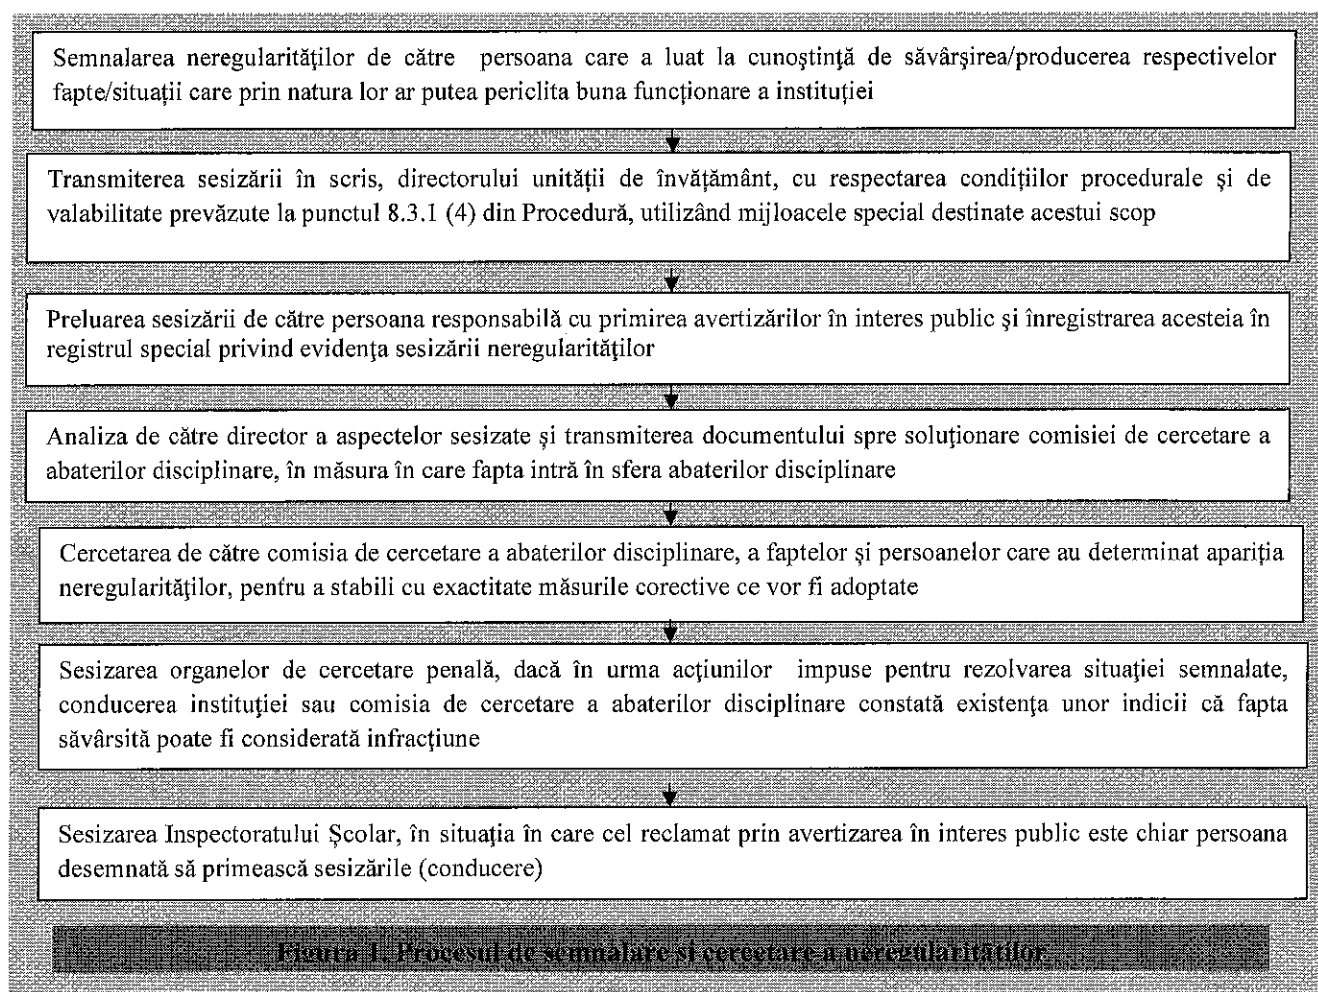 Semnalarea neregularităţilor de către persoana care a luat la cunoştinţă de săvârşirea/producerea respectivelor
fapte/situaţii care prin natura lor ar putea periclita buna funcţionare a instituţiei
Transmiterea sesizării în scris, directorului unităţii de învăţământ, cu respectarea condiţiilor procedurale şi de
valabilitate prevăzute la punctul 8.3.1 (4) din Procedură, utilizând mijloacele special destinate acestui scop
Preluarea sesizării de către persoana responsabilă cu primirea avertizărilor în interes public şi înregistrarea acesteia în
registrul special privind evidenţa sesizării neregularităţilor
Analiza de către director a aspectelor sesizate şi transmiterea documentului spre soluţionare comisiei de cercetare a
abaterilor disciplinare, în măsura în care fapta intră în sfera abaterilor disciplinare
Cercetarea de către comisia de cercetare a abaterilor disciplinare, a faptelor şi persoanelor care au determinat apariţia
neregularităţilor, pentru a stabili cu exactitate măsurile corective ce vor fi adoptate
Sesizarea organelor de cercetare penală, dacă în urma acţiunilor impuse pentru rezolvarea situaţiei semnalate,
conducerea instituţiei sau comisia de cercetare a abaterilor disciplinare constată existenţa unor indicii că fapta
săvârsită poate fi considerată infracţiune
Sesizarea Inspectoratului Şcolar, în situaţia în care cel reclamat prin avertizarea în interes public este chiar persoana
desemnată să primească sesizările (conducere)
Figura 1. Procesul de semnalare si cercetare a neregularitătilor